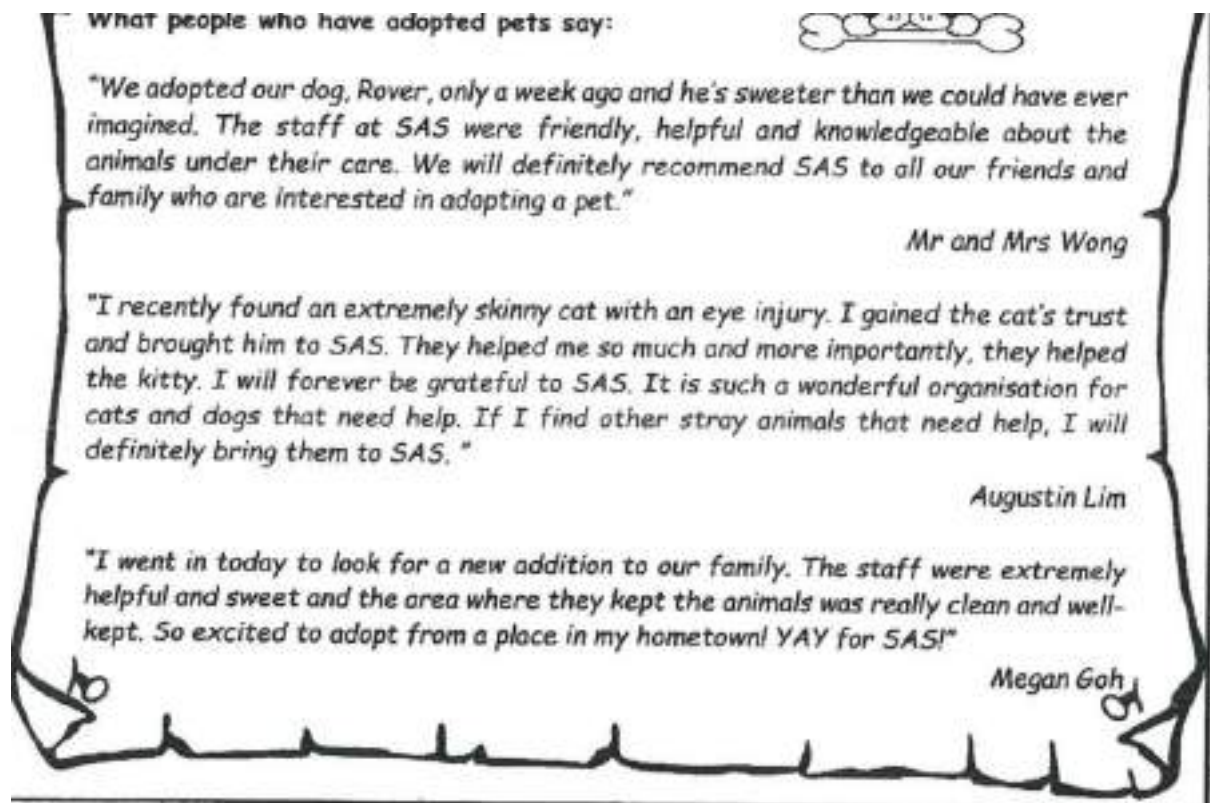 What people who have adopted pets say:
"We adopted our dog, Rover, only a week ago and he's sweeter than we could have ever
imagined. The staff at SAS were friendly, helpful and knowledgeable about the
animals under their care. We will definitely recommend SAS to all our friends and
family who are interested in adopting a pet."
Mr and Mrs Wong
"I recently found an extremely skinny cat with an eye injury. I gained the cat's trust
and brought him to SAS. They helped me so much and more importantly, they helped
the kitty. I will forever be grateful to SAS. It is such a wonderful organisation for
cats and dogs that need help. If I find other stray animals that need help, I will
definitely bring them to SAS. "
Augustin Lim
"I went in today to look for a new addition to our family. The staff were extremely
helpful and sweet and the area where they kept the animals was really clean and well-
kept. So excited to adopt from a place in my hometown! YAY for SAS!"
Megan Goh